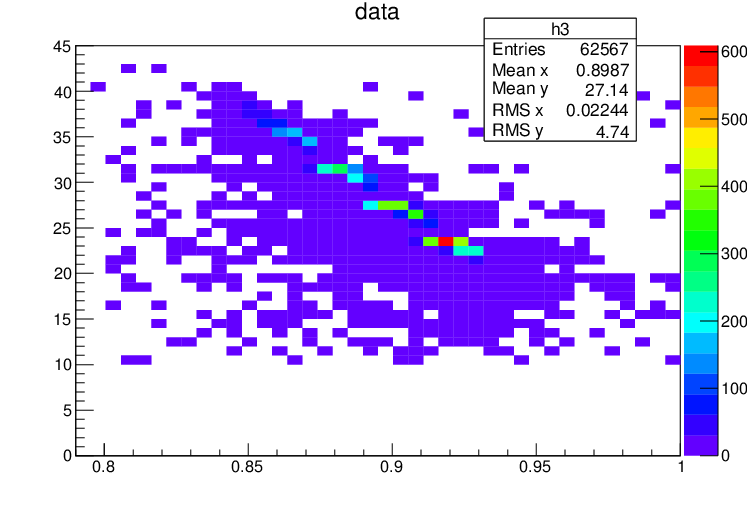 data
h3
Entries 62567
Mean x 0.8987
Mean y 27.14
RMS x 0.02244
RMS y 4.74
45
40
35
30
25
20
15
10
5
0
0.8 0.85 0.9 0.95 1
600
500
400
300
200
100
0